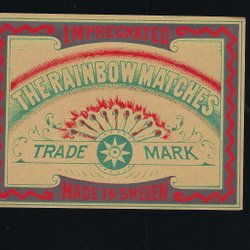 IMPREGNATED
THE RAINBOW MATCHES
TRADE MARK
MADE IN SWEDEN